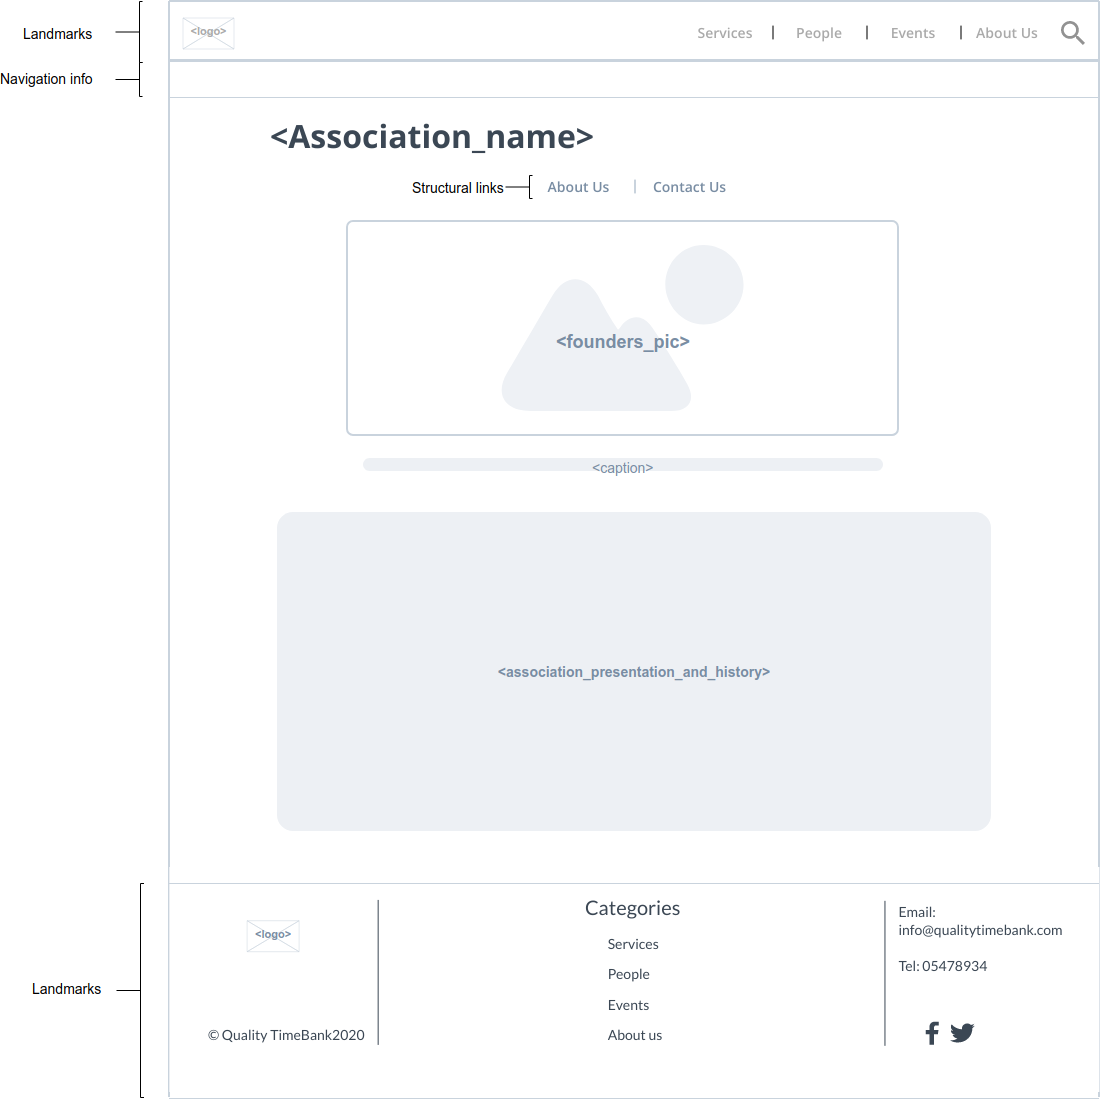 Landmarks
<logo>
Services | People | Events | About Us
Navigation info
<Association_name>
Structural links
About Us | Contact Us
<founders_pic>
<caption>
<association_presentation_and_history>
Landmarks
<logo>
© Quality TimeBank2020
Categories
Services
People
Events
About us
Email:
info@qualitytimebank.com
Tel: 05478934